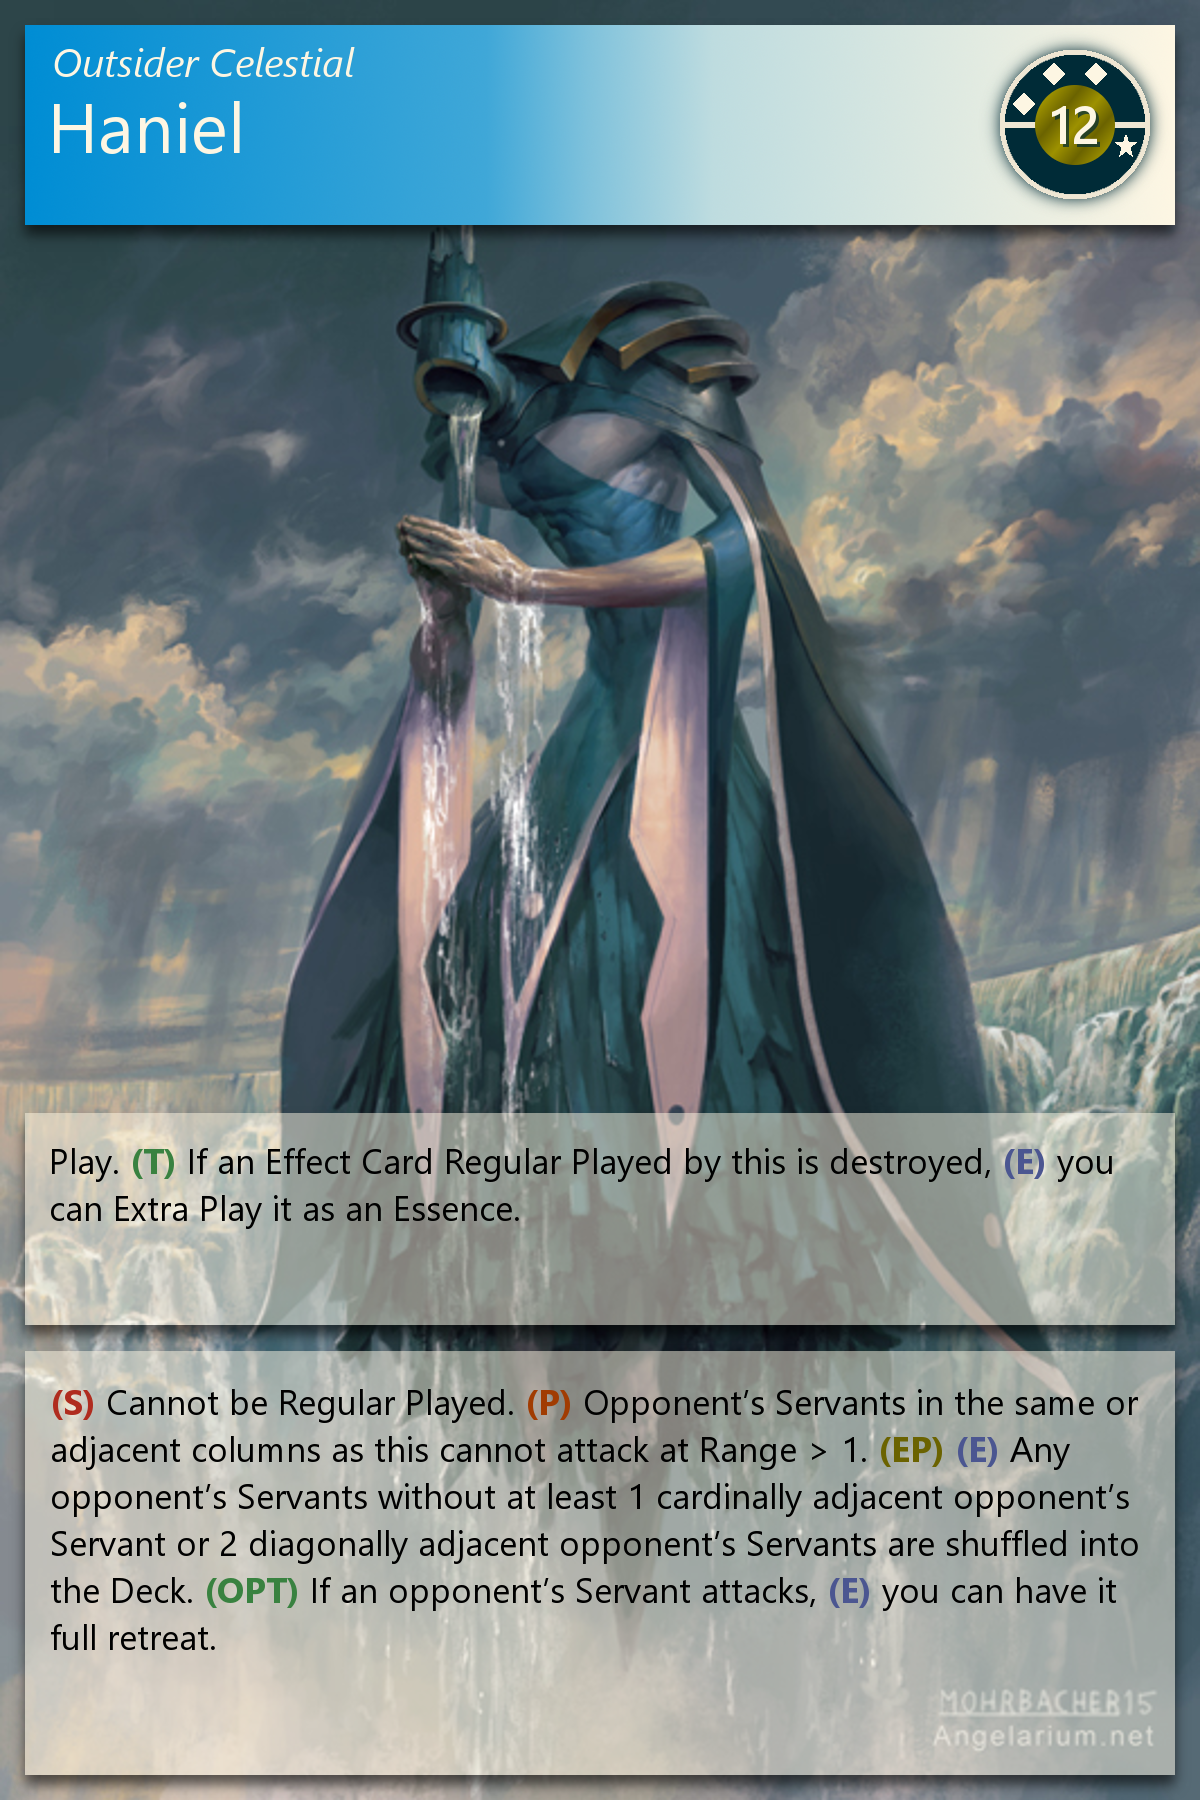 Outsider Celestial
Haniel
12
Play. (T) If an Effect Card Regular Played by this is destroyed, (E) you
can Extra Play it as an Essence.
(S) Cannot be Regular Played. (P) Opponent’s Servants in the same or
adjacent columns as this cannot attack at Range > 1. (EP) (E) Any
opponent’s Servants without at least 1 cardinally adjacent opponent’s
Servant or 2 diagonally adjacent opponent’s Servants are shuffled into
the Deck. (OPT) If an opponent’s Servant attacks, (E) you can have it
full retreat.
MOHRBACHER15
Angelarium.net